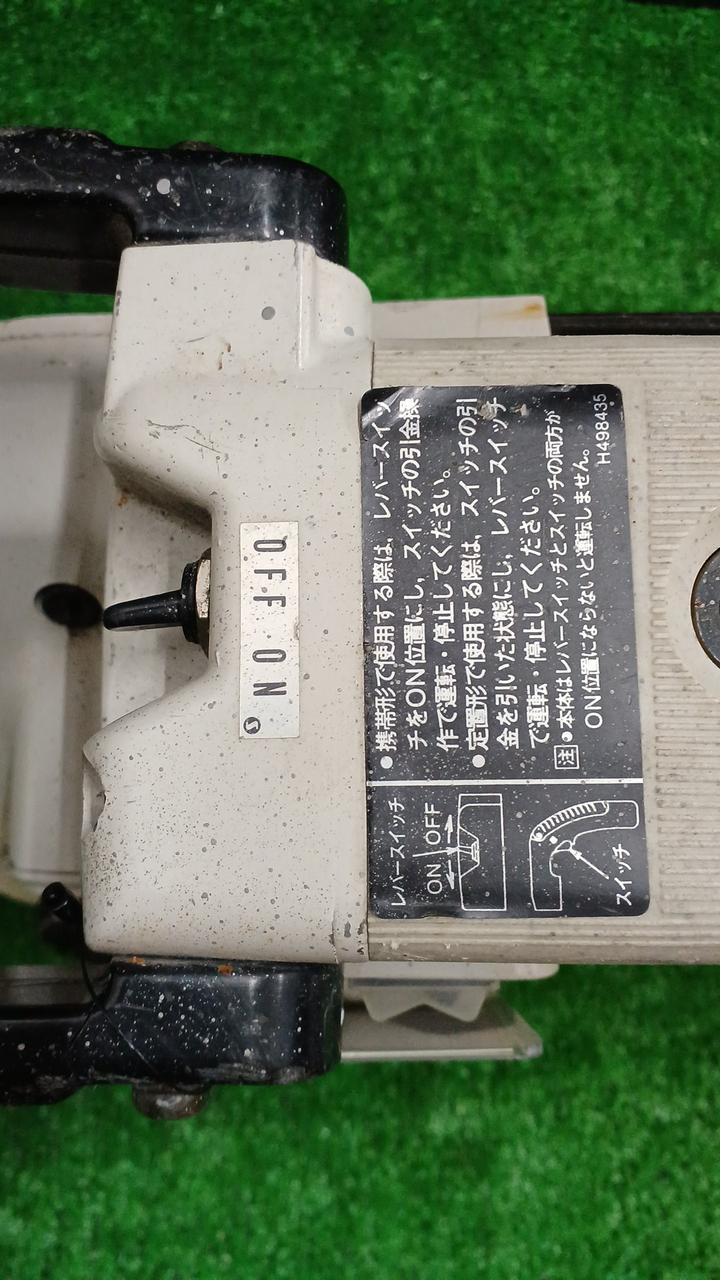 OFF ON
S
●携帯形で使用する際は、レバースイッ
チをON位置にし、スイッチの引金操
作で運転・停止してください。
●定置形で使用する際は、スイッチの引
金を引いた状態にし、レバースイッチ
で運転・停止してください。
注●本体はレバースイッチとスイッチの両方が
ON位置にならないと運転しません。
H498435
レバースイッチ
ON OFF
スイッチ